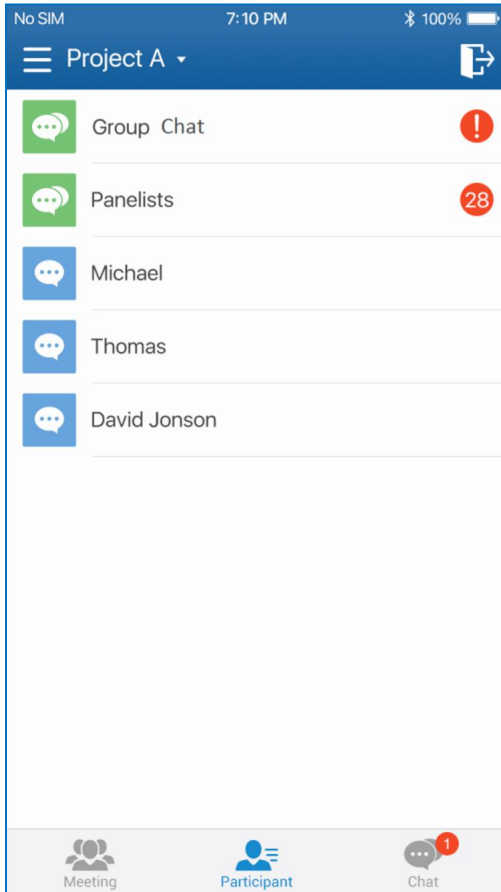 No SIM 7:10 PM 100%
Project A
Group Chat !
Panelists 28
Michael
Thomas
David Jonson
1
Meeting Participant Chat